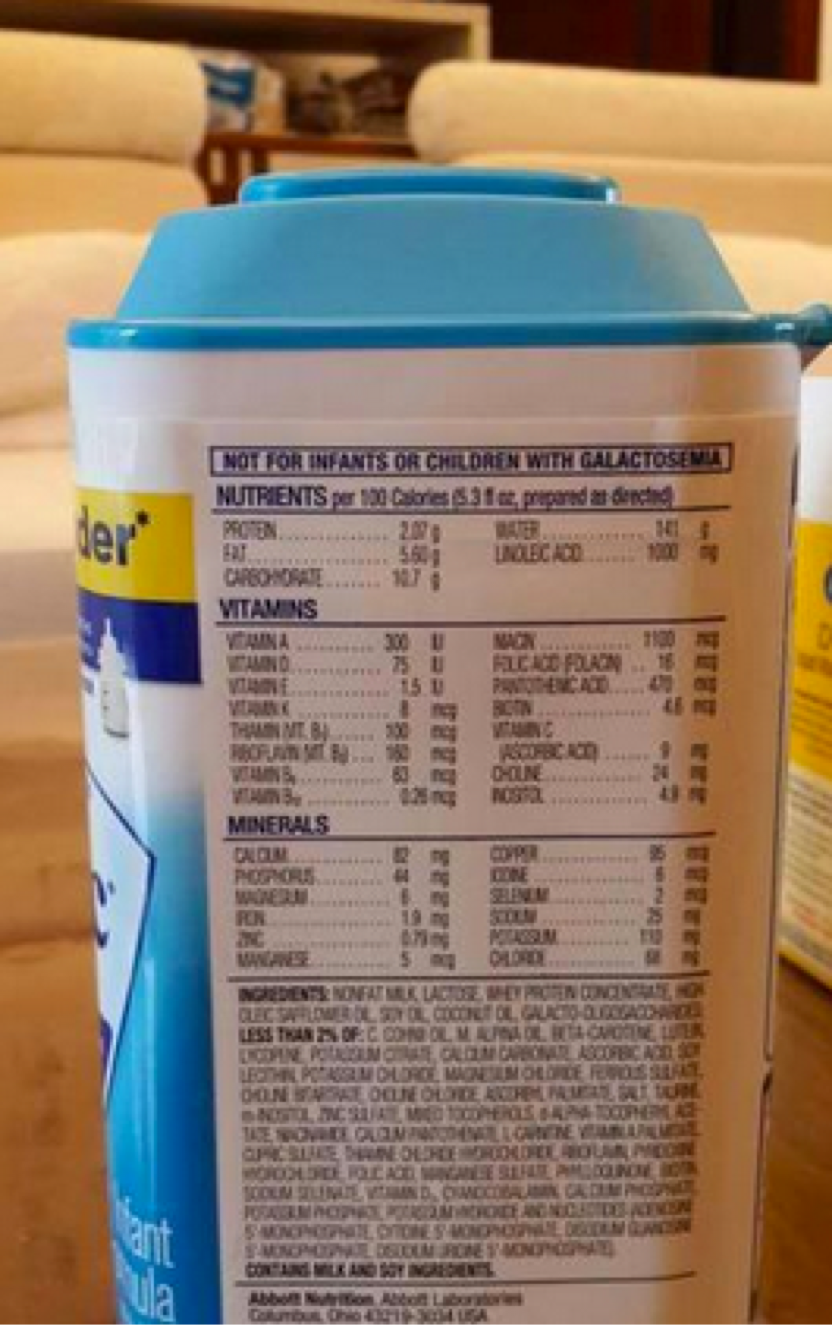 NOT FOR INFANTS OR CHILDREN WITH GALACTOSEMIA
NUTRIENTS per 100 Calories (5.3 fl oz, prepared as directed)
PROTEIN.............. 2.07 g WATER.............. 141 g
FAT.............. 5.60 g LINOLEIC ACID........ 1000 mg
CARBOHYDRATE....... 10.7 g
VITAMINS
VITAMIN A ........... 300 IU NIACIN .............. 1100 mcg
VITAMIN D............ 75 IU FOLIC ACID (FOLACIN) .. 16 mcg
VITAMIN E............ 1.5 IU PANTOTHENIC ACID..... 470 mcg
VITAMIN K............ 8 mcg BIOTIN .............. 4.6 mcg
THIAMIN (VIT. B₁)...... 100 mcg VITAMIN C
RIBOFLAVIN (VIT. B₂) ... 160 mcg (ASCORBIC ACID) ...... 9 mg
VITAMIN B₆............ 63 mcg CHOLINE.............. 24 mg
VITAMIN B₁₂ .......... 0.26 mcg INOSITOL ............ 4.9 mg
MINERALS
CALCIUM.............. 82 mg COPPER.............. 95 mcg
PHOSPHORUS........... 44 mg IODINE.............. 6 mcg
MAGNESIUM............ 6 mg SELENIUM............ 2 mcg
IRON................. 1.9 mg SODIUM.............. 25 mg
ZINC................. 0.79 mg POTASSIUM........... 110 mg
MANGANESE............ 5 mcg CHLORIDE............ 68 mg
INGREDIENTS: NONFAT MILK, LACTOSE, WHEY PROTEIN CONCENTRATE, HIGH
OLEIC SAFFLOWER OIL, SOY OIL, COCONUT OIL, GALACTO-OLIGOSACCHARIDES.
LESS THAN 2% OF: C. COHNII OIL, M. ALPINA OIL, BETA-CAROTENE, LUTEIN,
LYCOPENE, POTASSIUM CITRATE, CALCIUM CARBONATE, ASCORBIC ACID, SOY
LECITHIN, POTASSIUM CHLORIDE, MAGNESIUM CHLORIDE, FERROUS SULFATE,
CHOLINE BITARTRATE, CHOLINE CHLORIDE, ASCORBYL PALMITATE, SALT, TAURINE,
m-INOSITOL, ZINC SULFATE, MIXED TOCOPHEROLS, d-ALPHA-TOCOPHERYL ACE-
TATE, NIACINAMIDE, CALCIUM PANTOTHENATE, L-CARNITINE, VITAMIN A PALMITATE,
CUPRIC SULFATE, THIAMINE CHLORIDE HYDROCHLORIDE, RIBOFLAVIN, PYRIDOXINE
HYDROCHLORIDE, FOLIC ACID, MANGANESE SULFATE, PHYLLOQUINONE, BIOTIN,
SODIUM SELENATE, VITAMIN D₃, CYANOCOBALAMIN, CALCIUM PHOSPHATE,
POTASSIUM PHOSPHATE, POTASSIUM HYDROXIDE AND NUCLEOTIDES (ADENOSINE
5'-MONOPHOSPHATE, CYTIDINE 5'-MONOPHOSPHATE, DISODIUM GUANOSINE
5'-MONOPHOSPHATE, DISODIUM URIDINE 5'-MONOPHOSPHATE).
CONTAINS MILK AND SOY INGREDIENTS.
Abbott Nutrition, Abbott Laboratories
Columbus, Ohio 43219-3034 USA
der*